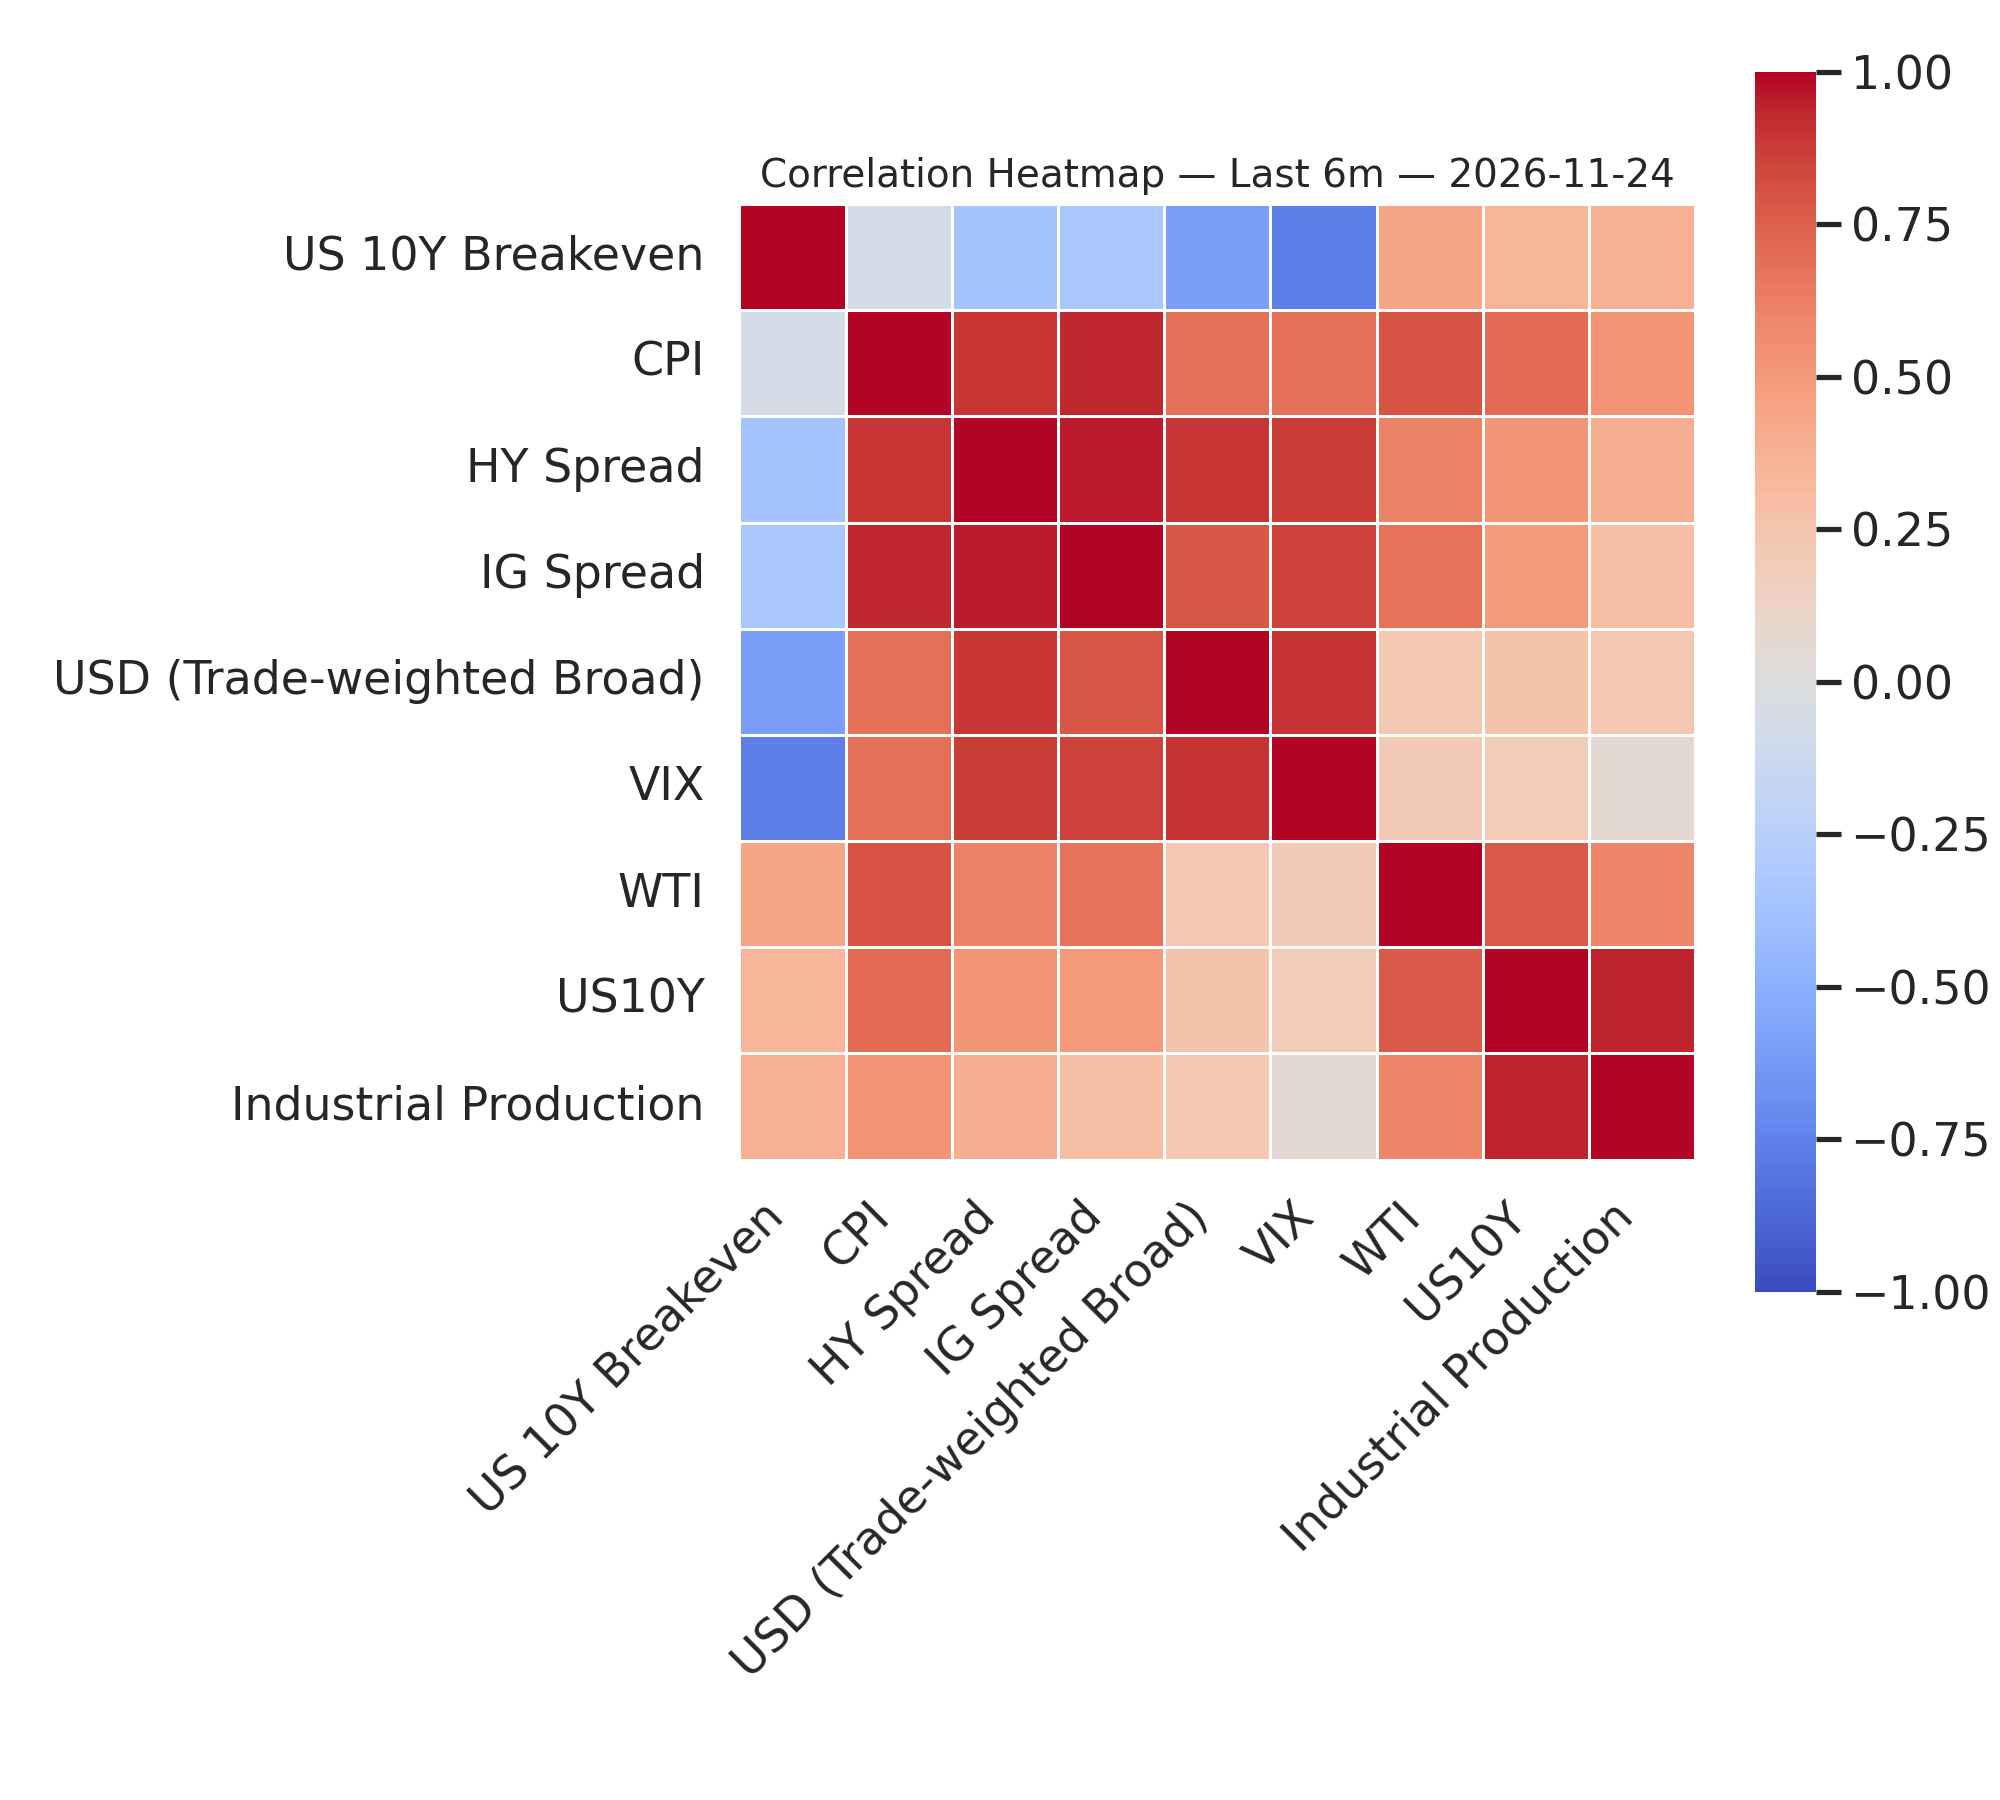 Correlation Heatmap — Last 6m — 2026-11-24
US 10Y Breakeven
CPI
HY Spread
IG Spread
USD (Trade-weighted Broad)
VIX
WTI
US10Y
Industrial Production
US 10Y Breakeven
CPI
HY Spread
IG Spread
USD (Trade-weighted Broad)
VIX
WTI
US10Y
Industrial Production
1.00
0.75
0.50
0.25
0.00
−0.25
−0.50
−0.75
−1.00